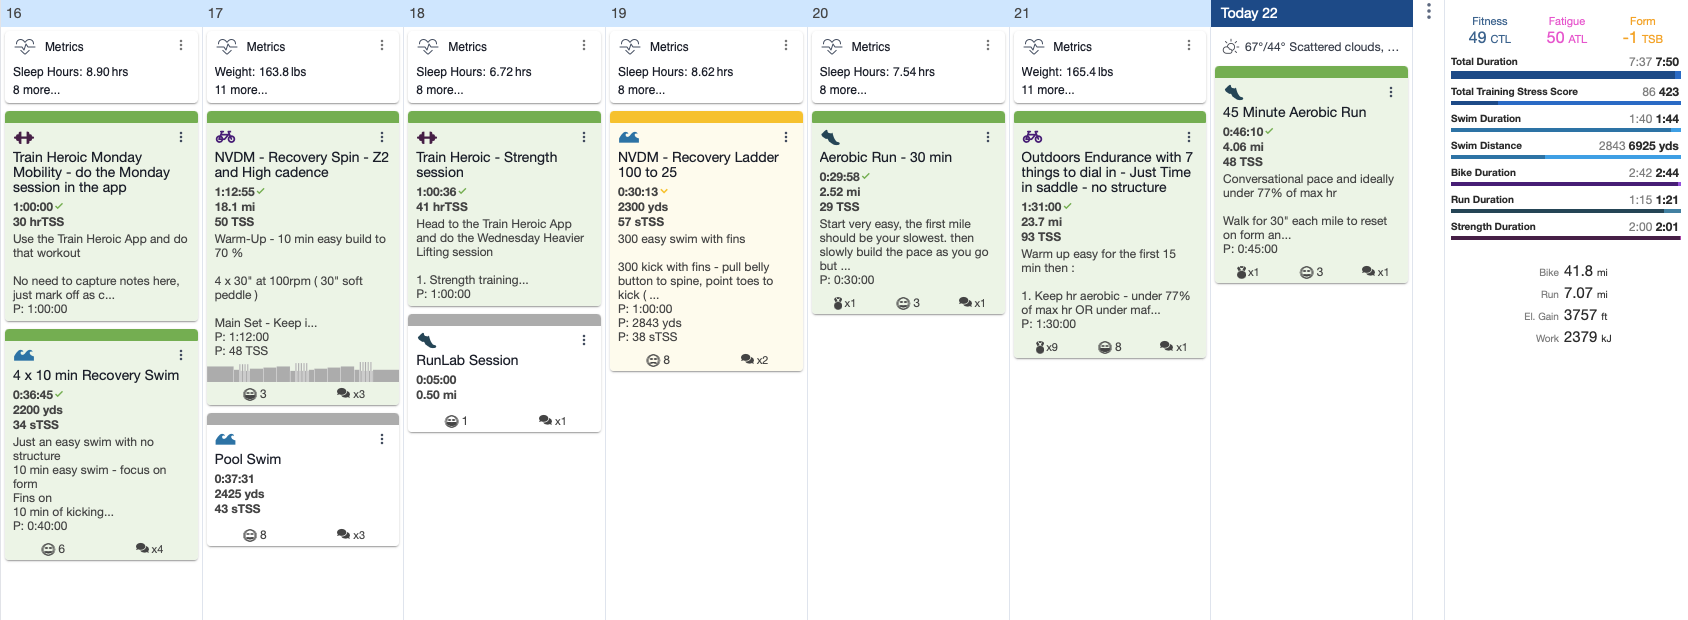 16
Metrics
Sleep Hours: 8.90 hrs
8 more...
Train Heroic Monday
Mobility - do the Monday
session in the app
1:00:00
30 hrTSS
Use the Train Heroic App and do
that workout
No need to capture notes here,
just mark off as c...
P: 1:00:00
4 x 10 min Recovery Swim
0:36:45
2200 yds
34 sTSS
Just an easy swim with no
structure
10 min easy swim - focus on
form
Fins on
10 min of kicking...
P: 0:40:00
6
x4
17
Metrics
Weight: 163.8 lbs
11 more...
NVDM - Recovery Spin - Z2
and High cadence
1:12:55
18.1 mi
50 TSS
Warm-Up - 10 min easy build to
70 %
4 x 30" at 100rpm ( 30" soft
peddle )
Main Set - Keep i...
P: 1:12:00
P: 48 TSS
3
x3
Pool Swim
0:37:31
2425 yds
43 sTSS
8
x3
18
Metrics
Sleep Hours: 6.72 hrs
8 more...
Train Heroic - Strength
session
1:00:36
41 hrTSS
Head to the Train Heroic App
and do the Wednesday Heavier
Lifting session
1. Strength training...
P: 1:00:00
RunLab Session
0:05:00
0.50 mi
1
x1
19
Metrics
Sleep Hours: 8.62 hrs
8 more...
NVDM - Recovery Ladder
100 to 25
0:30:13
2300 yds
57 sTSS
300 easy swim with fins
300 kick with fins - pull belly
button to spine, point toes to
kick ( ...
P: 1:00:00
P: 2843 yds
P: 38 sTSS
8
x2
20
Metrics
Sleep Hours: 7.54 hrs
8 more...
Aerobic Run - 30 min
0:29:58
2.52 mi
29 TSS
Start very easy, the first mile
should be your slowest. then
slowly build the pace as you go
but ...
P: 0:30:00
x1
3
x1
21
Metrics
Weight: 165.4 lbs
11 more...
Outdoors Endurance with 7
things to dial in - Just Time
in saddle - no structure
1:31:00
23.7 mi
93 TSS
Warm up easy for the first 15
min then :
1. Keep hr aerobic - under 77%
of max hr OR under maf...
P: 1:30:00
x9
8
x1
Today 22
67°/44° Scattered clouds, ...
45 Minute Aerobic Run
0:46:10
4.06 mi
48 TSS
Conversational pace and ideally
under 77% of max hr
Walk for 30" each mile to reset
on form an...
P: 0:45:00
x1
3
x1
Fitness Fatigue Form
49 CTL 50 ATL -1 TSB
Total Duration 7:37 7:50
Total Training Stress Score 86 423
Swim Duration 1:40 1:44
Swim Distance 2843 6925 yds
Bike Duration 2:42 2:44
Run Duration 1:15 1:21
Strength Duration 2:00 2:01
Bike 41.8 mi
Run 7.07 mi
El. Gain 3757 ft
Work 2379 kJ